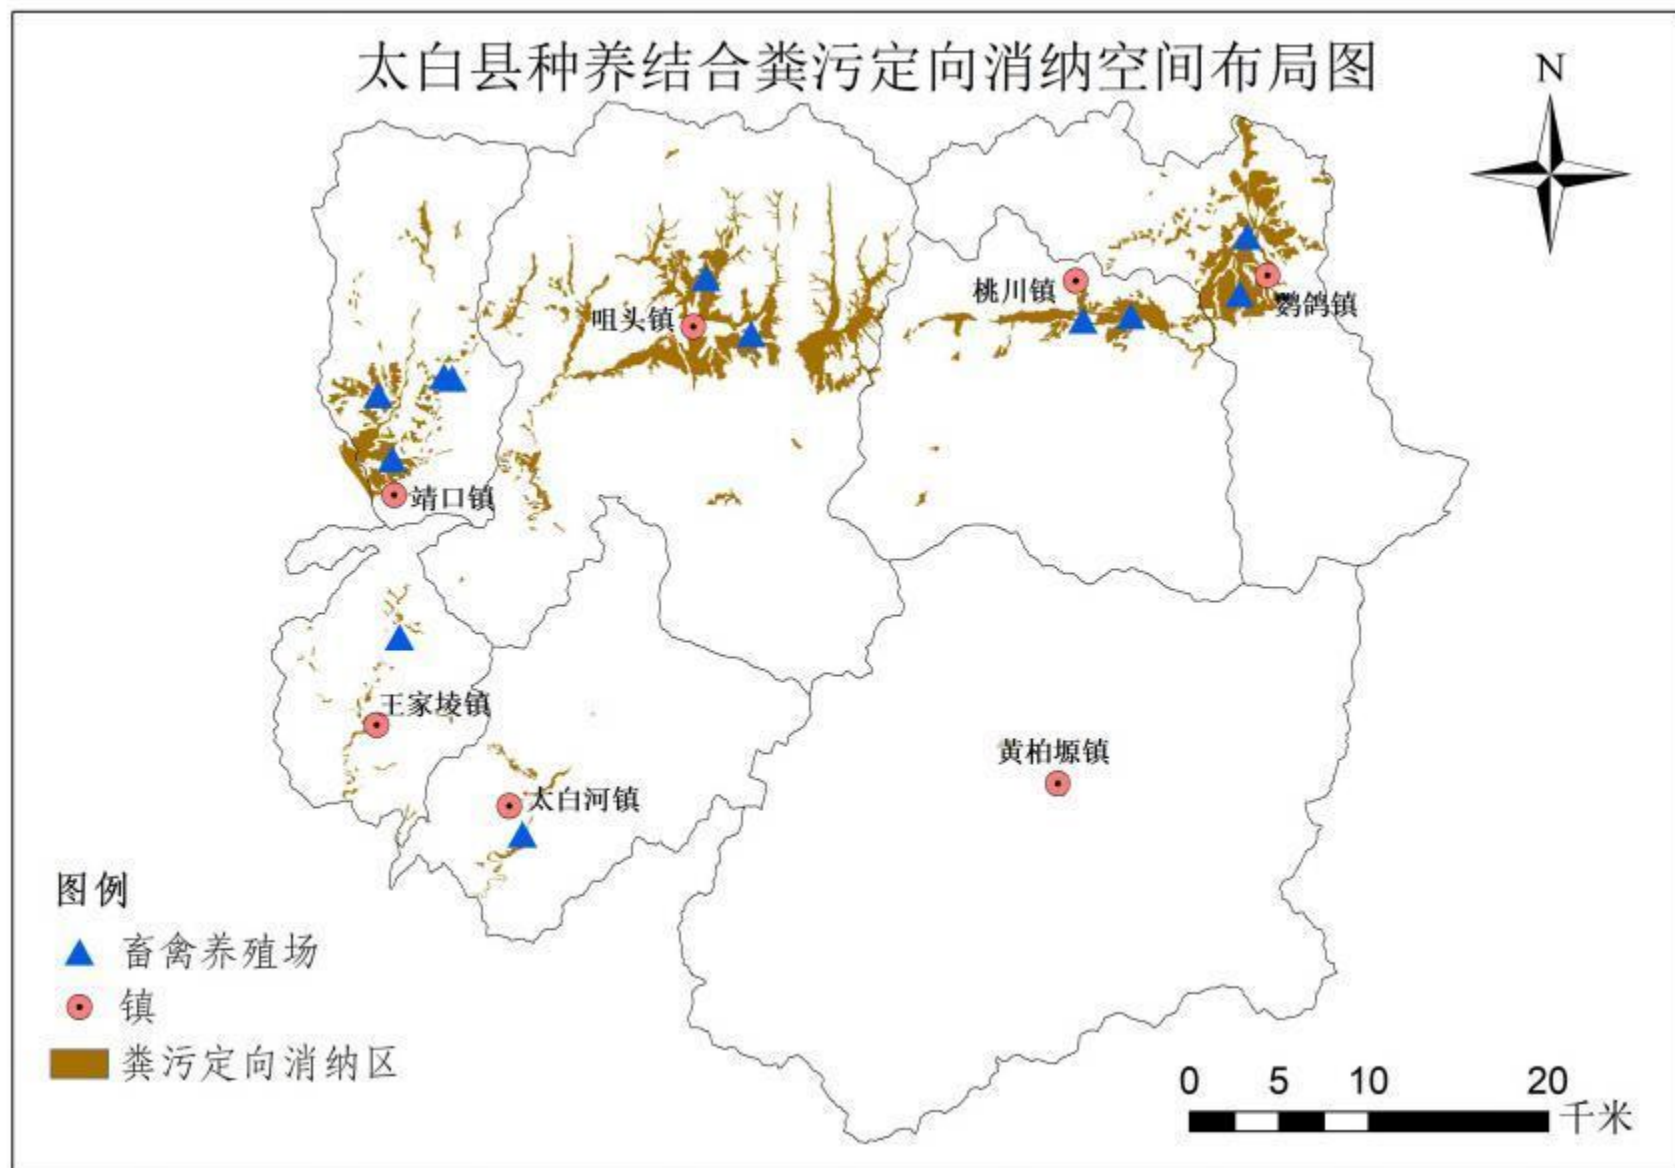 太白县种养结合粪污定向消纳空间布局图
N
桃川镇
鹦鸽镇
咀头镇
靖口镇
王家堎镇
黄柏塬镇
太白河镇
图例
畜禽养殖场
镇
粪污定向消纳区
0 5 10 20
千米